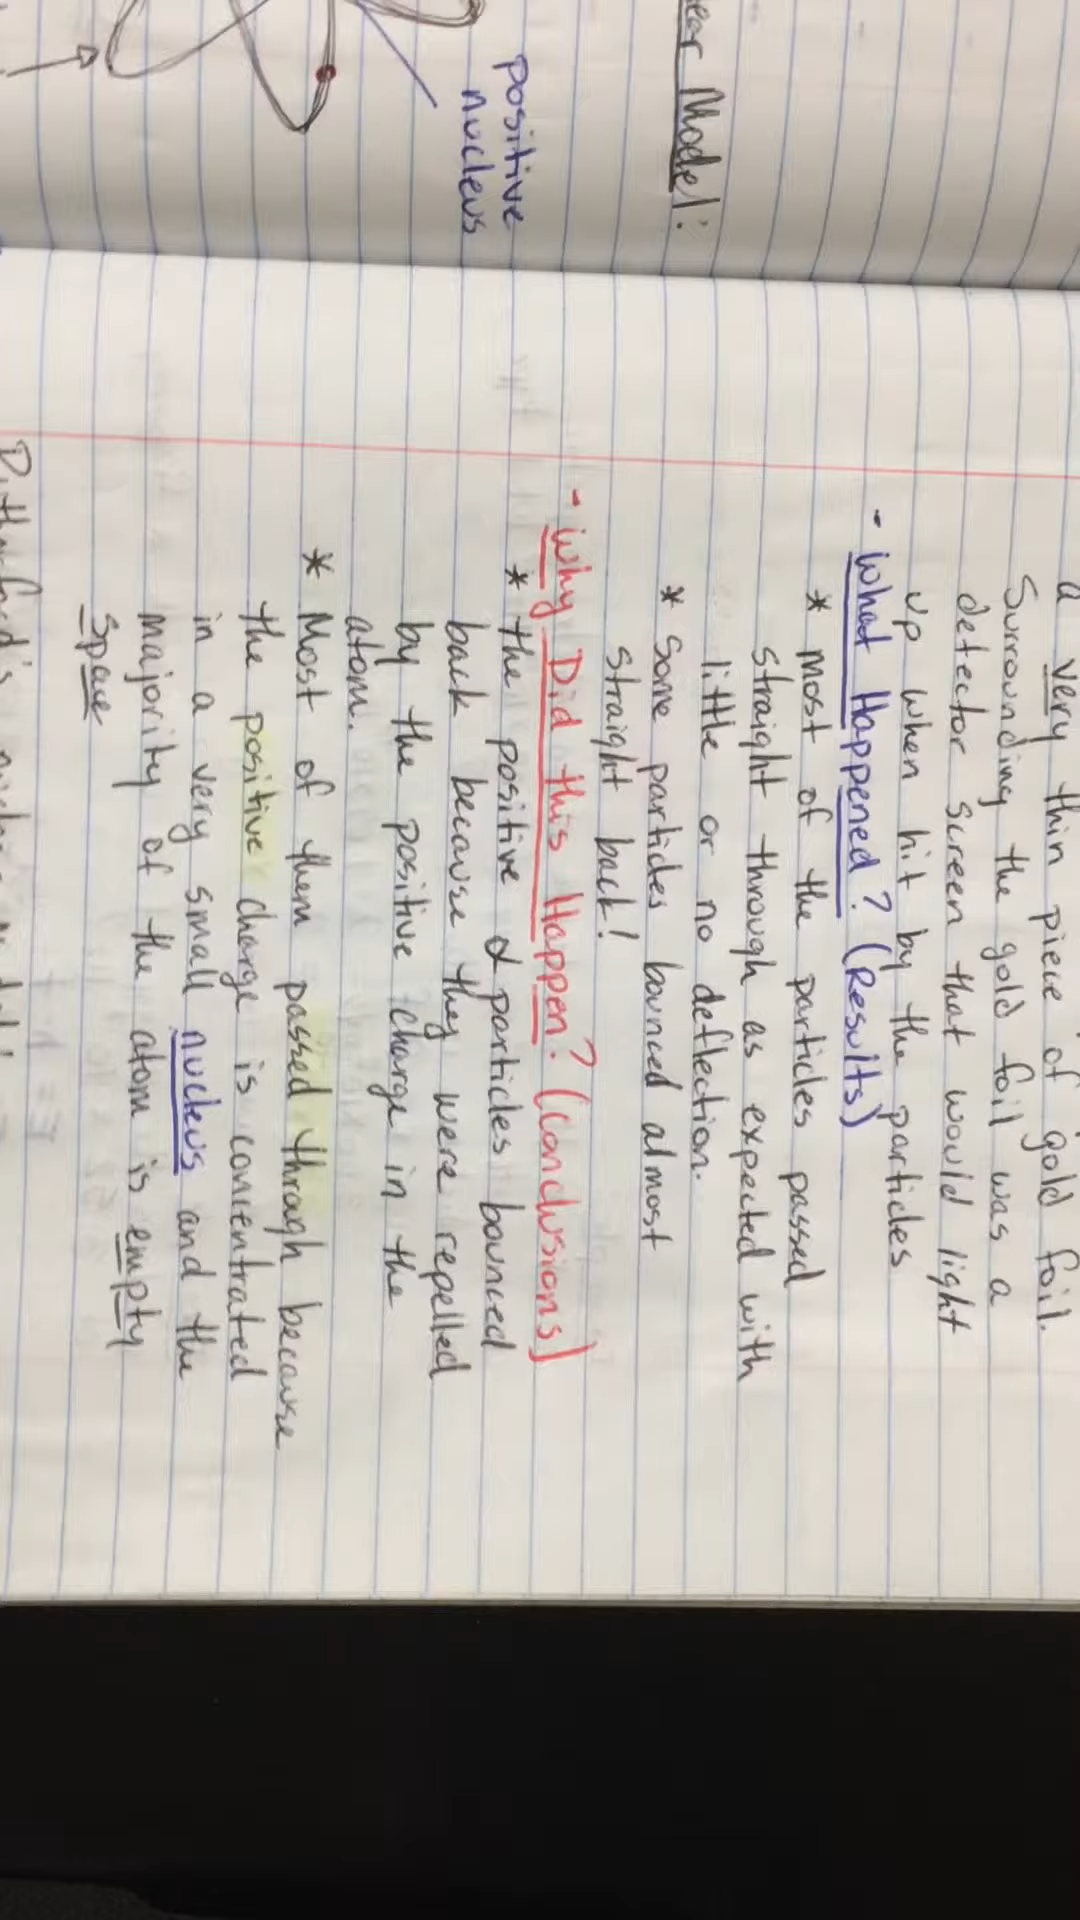 a very thin piece of gold foil.
Surrounding the gold foil was a
detector screen that would light
up when hit by the particles
- What Happened? (Results)
* most of the particles passed
straight through as expected with
little or no deflection.
* Some particles bounced almost
straight back!
- Why Did this Happen? (Conclusions)
* the positive α particles bounced
back because they were repelled
by the positive charge in the
atom.
* Most of them passed through because
the positive charge is concentrated
in a very small nucleus and the
majority of the atom is empty
space
Model:
positive
nucleus